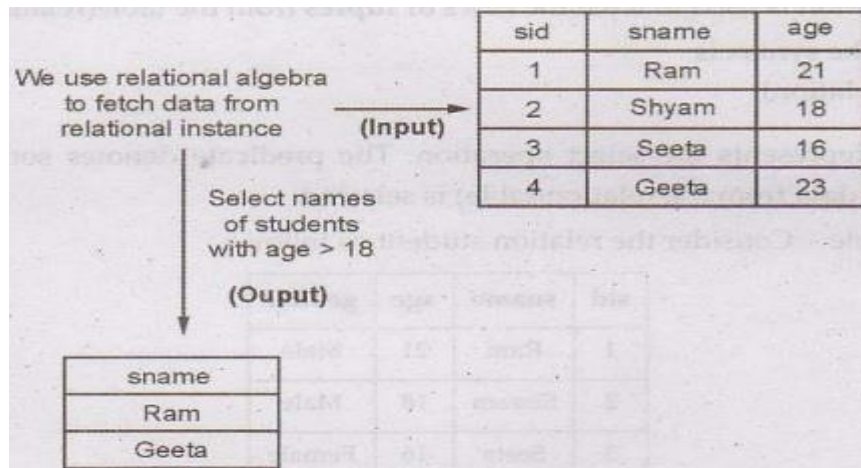 We use relational algebra
to fetch data from
relational instance
(Input)
sid sname age
1 Ram 21
2 Shyam 18
3 Seeta 16
4 Geeta 23
Select names
of students
with age > 18
(Ouput)
sname
Ram
Geeta